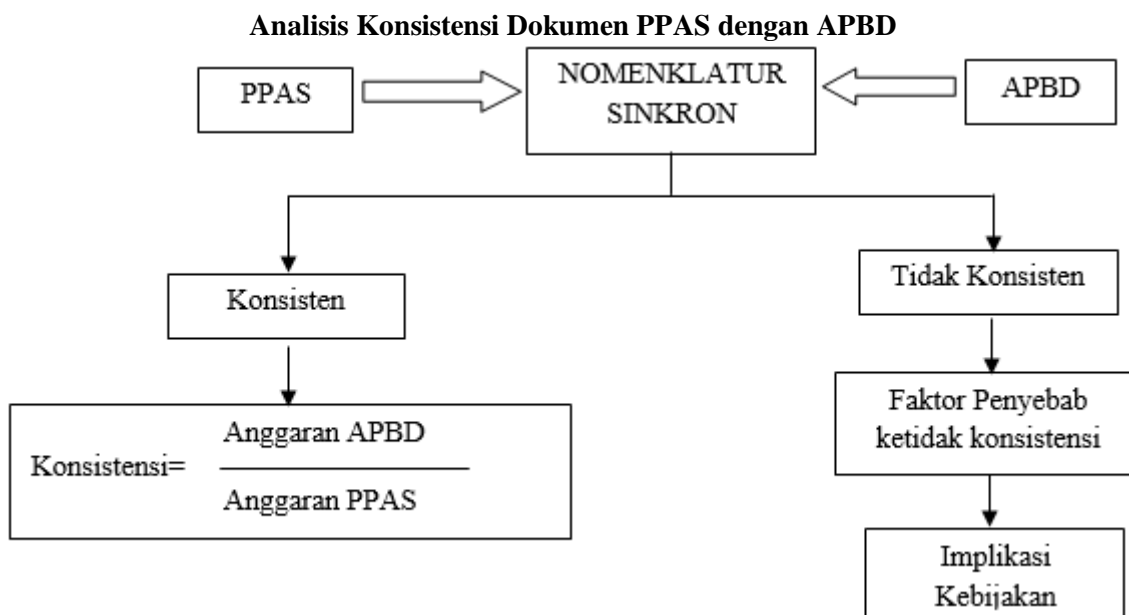 Analisis Konsistensi Dokumen PPAS dengan APBD
PPAS
NOMENKLATUR
SINKRON
APBD
Konsisten
Tidak Konsisten
Konsistensi=
Anggaran APBD
Anggaran PPAS
Faktor Penyebab
ketidak konsistensi
Implikasi
Kebijakan